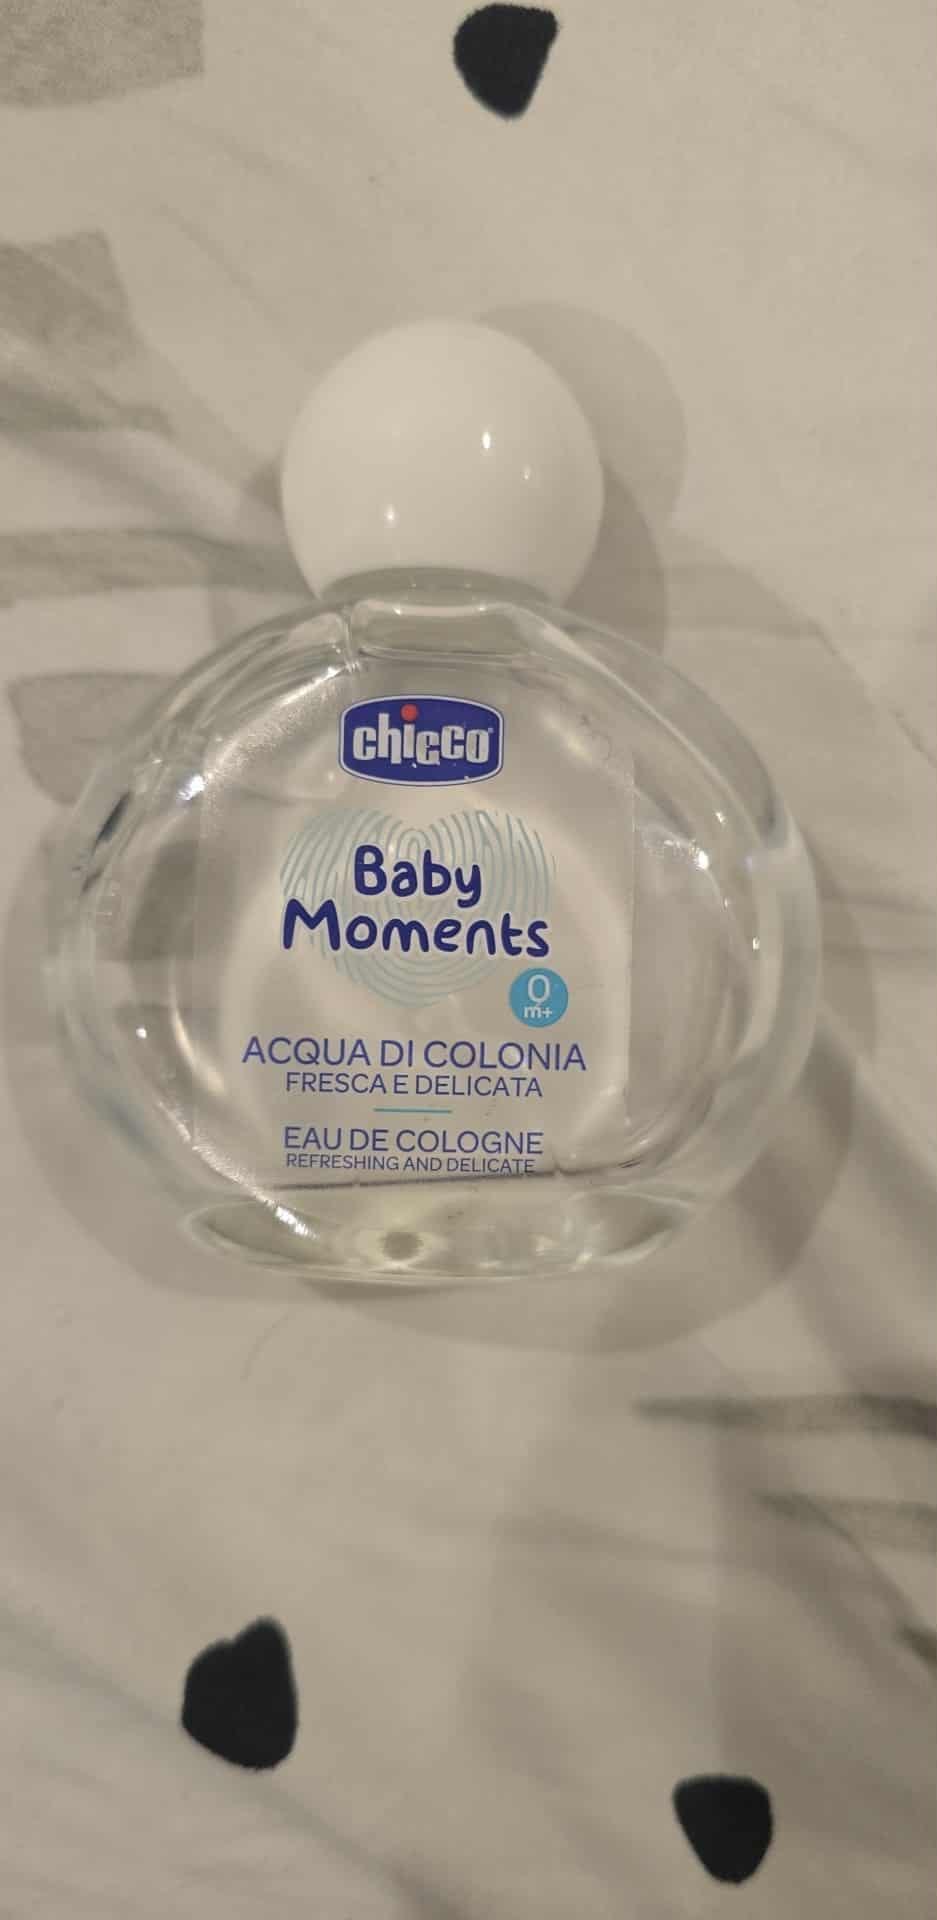 chicco
Baby
Moments
0
m+
ACQUA DI COLONIA
FRESCA E DELICATA
EAU DE COLOGNE
REFRESHING AND DELICATE